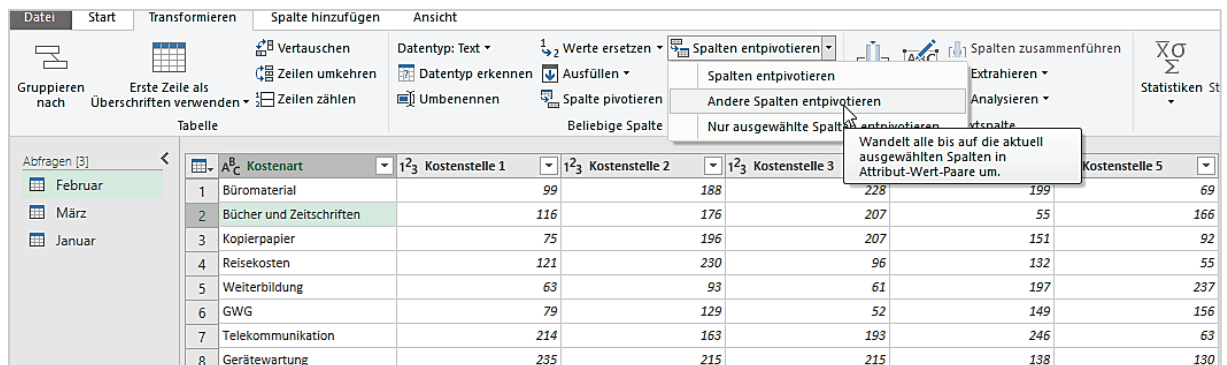 Datei Start Transformieren Spalte hinzufügen Ansicht
Gruppieren nach
Erste Zeile als Überschriften verwenden
Vertauschen
Zeilen umkehren
Zeilen zählen
Tabelle
Datentyp: Text
Datentyp erkennen
Umbenennen
Werte ersetzen
Ausfüllen
Spalte pivotieren
Beliebige Spalte
Spalten entpivotieren
Spalten entpivotieren
Andere Spalten entpivotieren
Nur ausgewählte Spalten entpivotieren
Wandelt alle bis auf die aktuell
ausgewählten Spalten in
Attribut-Wert-Paare um.
Spalten zusammenführen
Extrahieren
Analysieren
Statistiken
Abfragen [3]
Februar
März
Januar
ABC Kostenart 123 Kostenstelle 1 123 Kostenstelle 2 123 Kostenstelle 3 Kostenstelle 5
1 Büromaterial 99 188 228 199 69
2 Bücher und Zeitschriften 116 176 207 55 166
3 Kopierpapier 75 196 207 151 92
4 Reisekosten 121 230 96 132 55
5 Weiterbildung 63 93 61 197 237
6 GWG 79 129 52 149 156
7 Telekommunikation 214 163 193 246 63
8 Gerätewartung 235 215 215 138 130